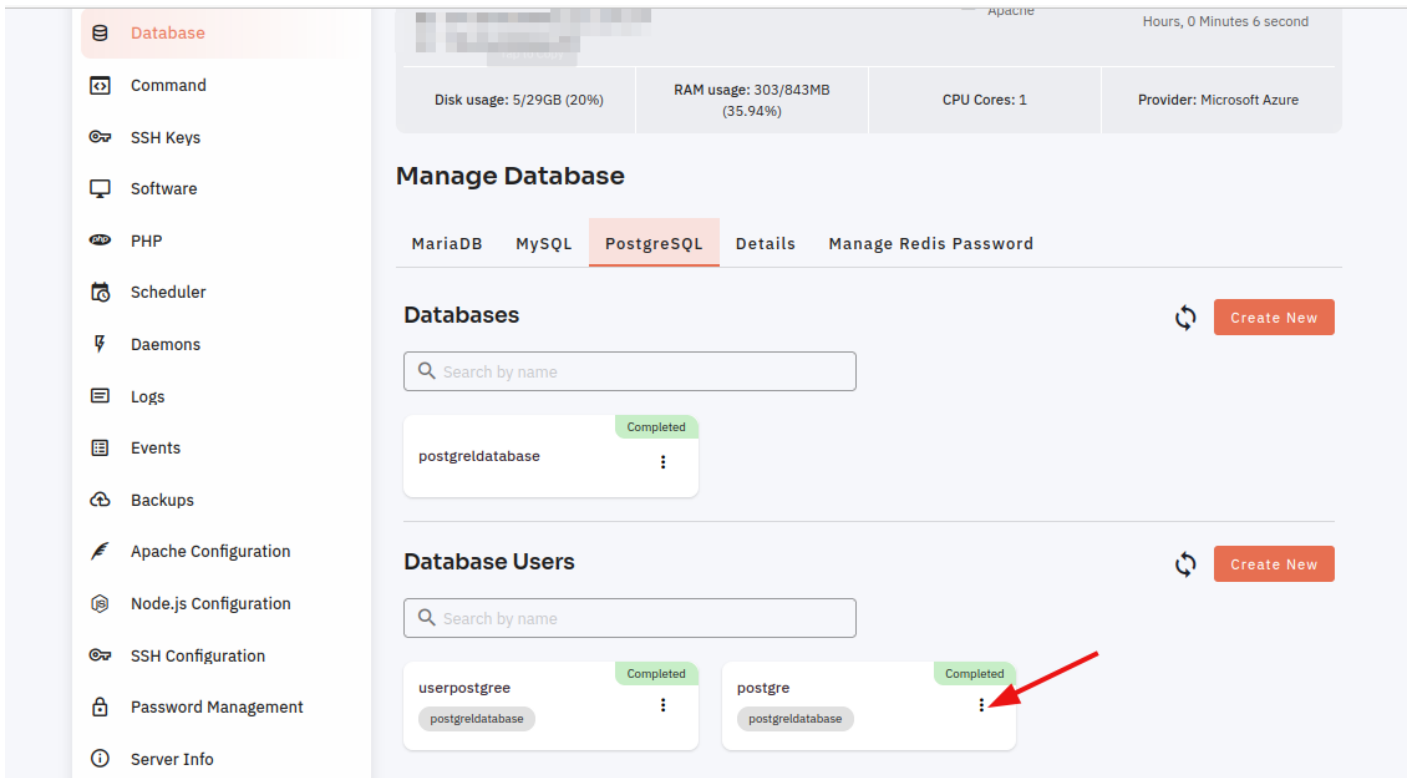 Database
Command
SSH Keys
Software
php PHP
Scheduler
Daemons
Logs
Events
Backups
Apache Configuration
JS Node.js Configuration
SSH Configuration
Password Management
Server Info
Apache
Hours, 0 Minutes 6 second
Disk usage: 5/29GB (20%)
RAM usage: 303/843MB
(35.94%)
CPU Cores: 1
Provider: Microsoft Azure
Manage Database
MariaDB MySQL PostgreSQL Details Manage Redis Password
Databases
Create New
Search by name
Completed
postgreldatabase
Database Users
Create New
Search by name
Completed
userpostgree
postgreldatabase
Completed
postgre
postgreldatabase